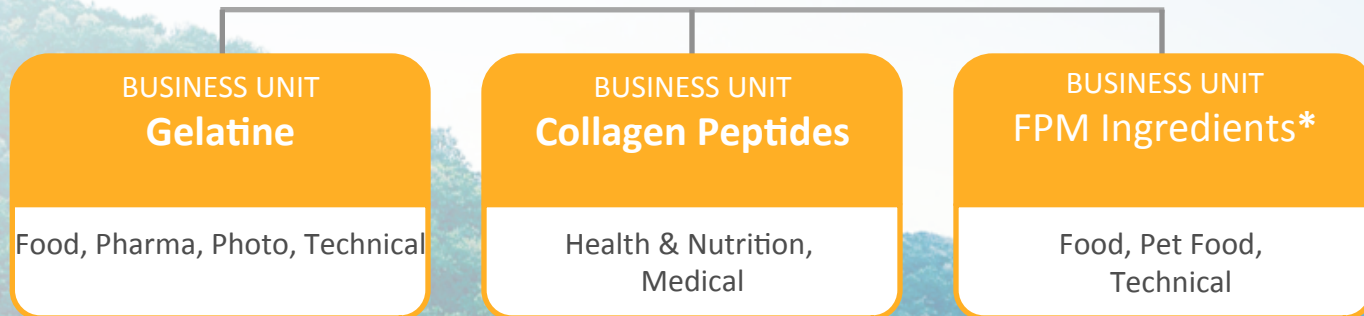 BUSINESS UNIT
Gelatine
Food, Pharma, Photo, Technical
BUSINESS UNIT
Collagen Peptides
Health & Nutrition,
Medical
BUSINESS UNIT
FPM Ingredients*
Food, Pet Food,
Technical